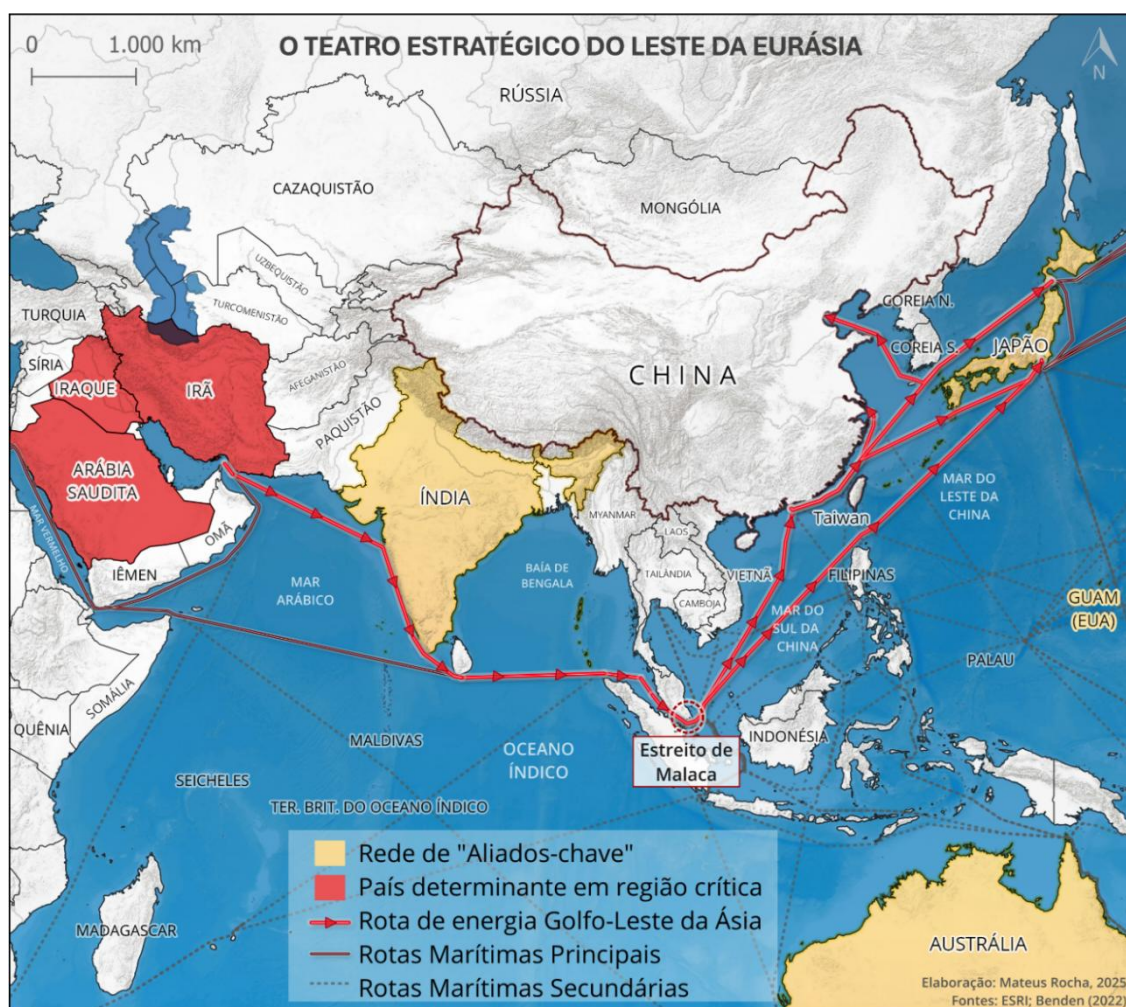 O TEATRO ESTRATÉGICO DO LESTE DA EURÁSIA
0 1.000 km
N
RÚSSIA
CAZAQUISTÃO
MONGÓLIA
UZBEQUISTÃO
TURCOMENISTÃO
TURQUIA
COREIA N.
COREIA S.
JAPÃO
SÍRIA
IRAQUE
IRÃ
AFEGANISTÃO
CHINA
PAQUISTÃO
ARÁBIA
SAUDITA
ÍNDIA
MAR DO
LESTE DA
CHINA
MYANMAR
LAOS
Taiwan
OMÃ
MAR VERMELHO
IÊMEN
MAR
ARÁBICO
BAÍA DE
BENGALA
TAILÂNDIA
VIETNÃ
CAMBOJA
FILIPINAS
MAR DO
SUL DA
CHINA
GUAM
(EUA)
PALAU
SOMÁLIA
QUÊNIA
MALDIVAS
OCEANO
ÍNDICO
Estreito de
Malaca
INDONÉSIA
SEICHELES
TER. BRIT. DO OCEANO ÍNDICO
MADAGASCAR
AUSTRÁLIA
Rede de "Aliados-chave"
País determinante em região crítica
Rota de energia Golfo-Leste da Ásia
Rotas Marítimas Principais
Rotas Marítimas Secundárias
Elaboração: Mateus Rocha, 2025
Fontes: ESRI; Benden (2022)